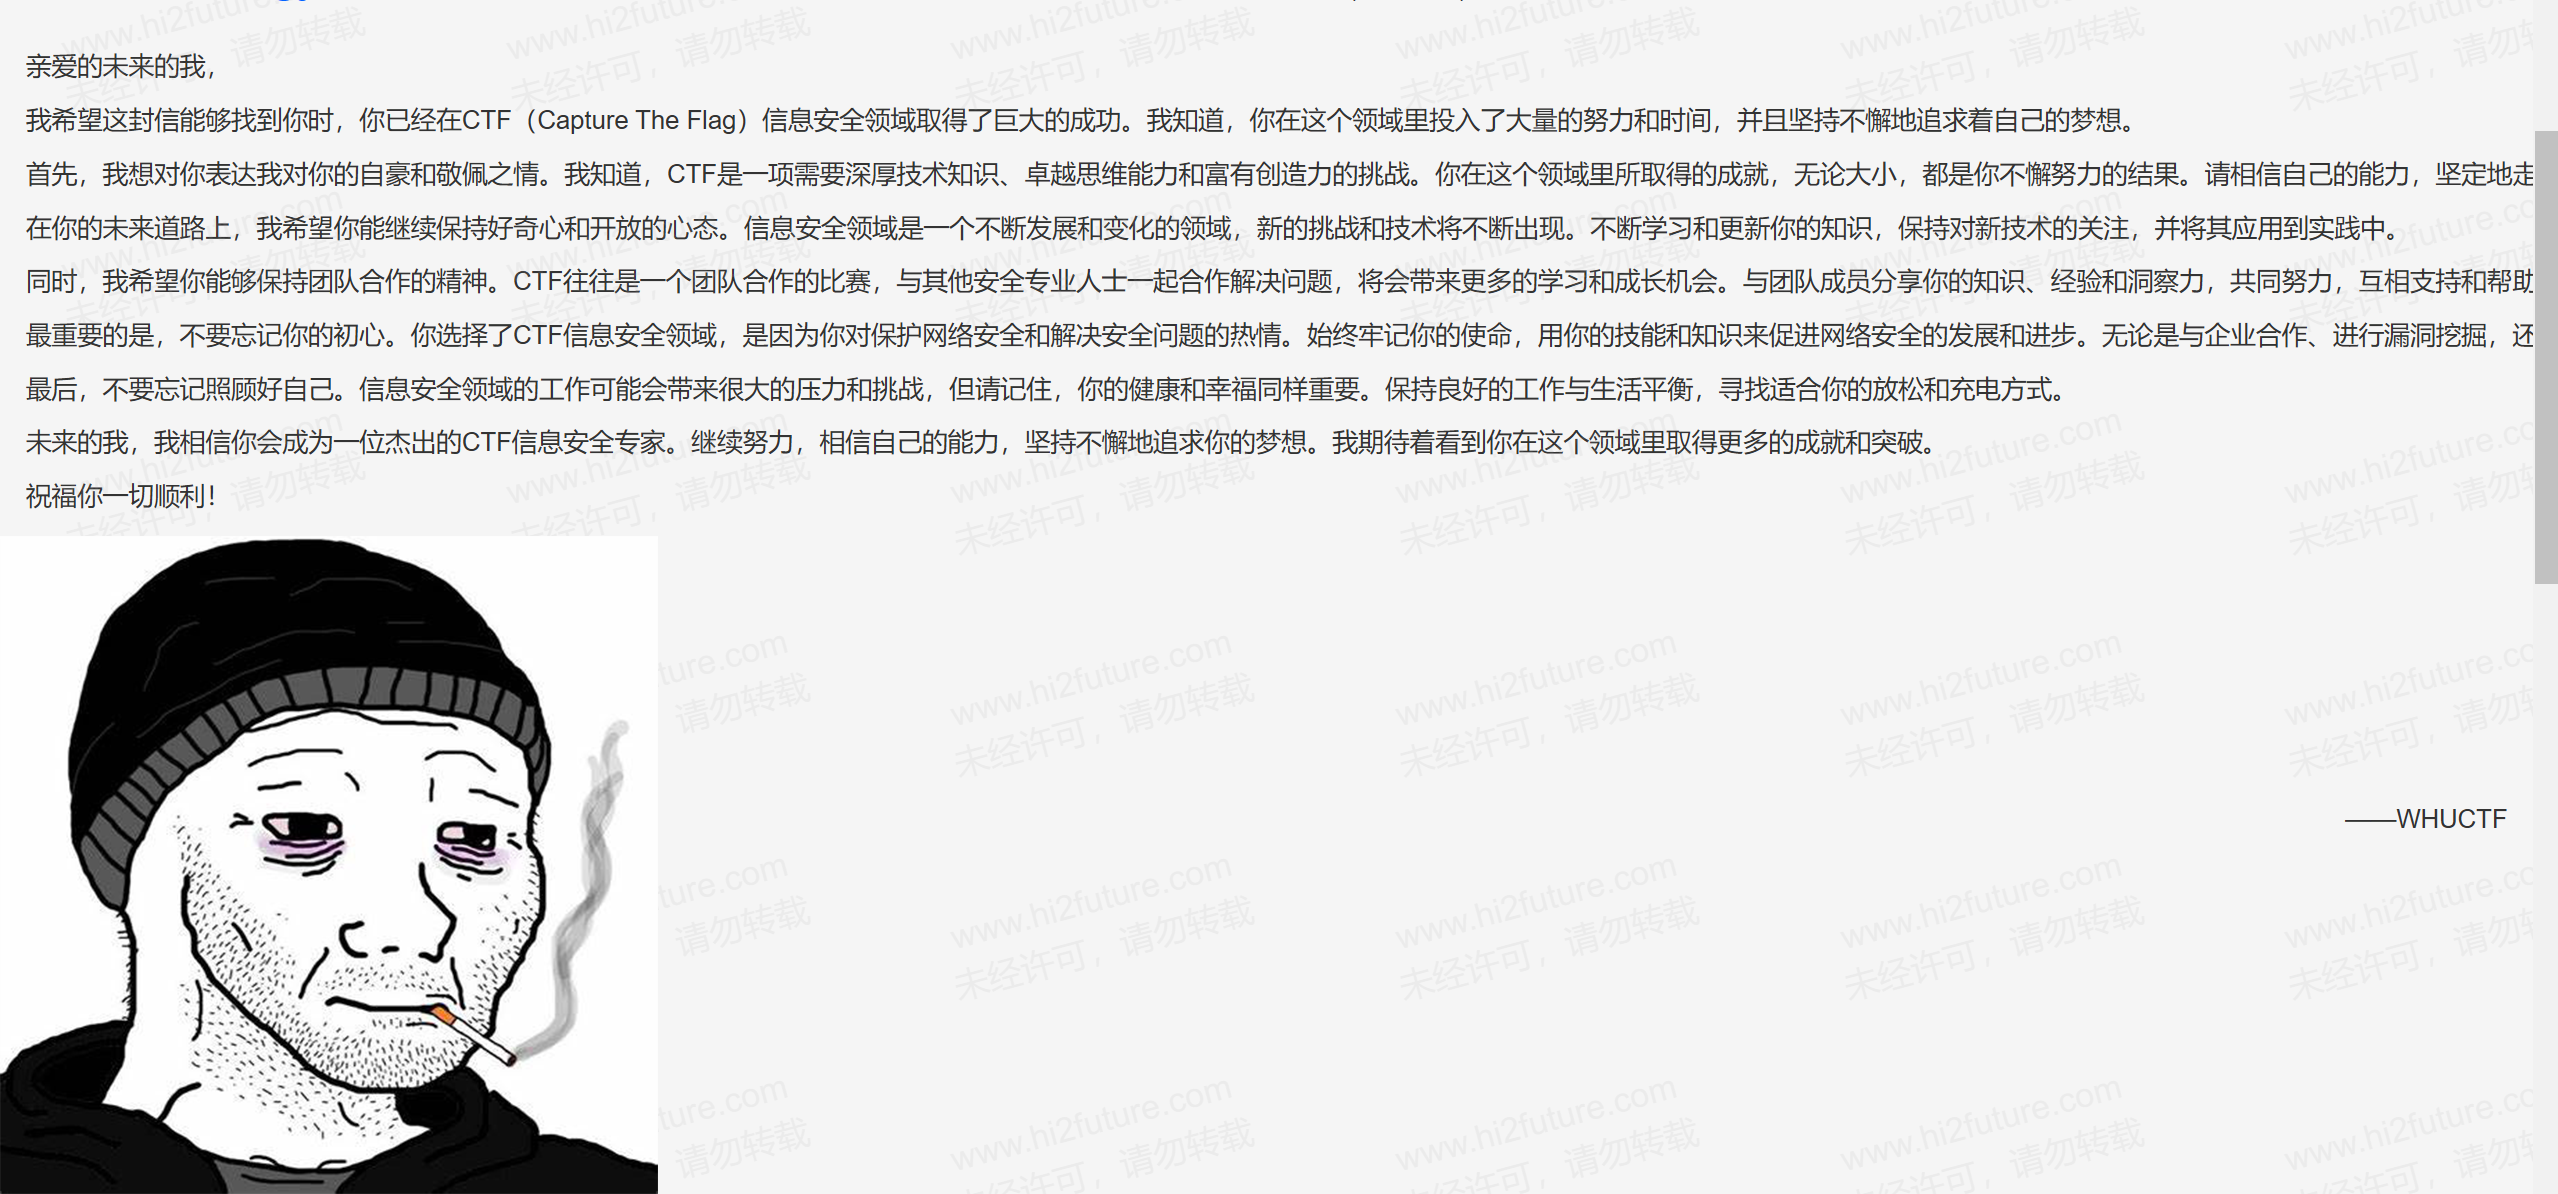 亲爱的未来的我，
我希望这封信能够找到你时，你已经在CTF（Capture The Flag）信息安全领域取得了巨大的成功。我知道，你在这个领域里投入了大量的努力和时间，并且坚持不懈地追求着自己的梦想。
首先，我想对你表达我对你的自豪和敬佩之情。我知道，CTF是一项需要深厚技术知识、卓越思维能力和富有创造力的挑战。你在这个领域里所取得的成就，无论大小，都是你不懈努力的结果。请相信自己的能力，坚定地走
在你的未来道路上，我希望你能继续保持好奇心和开放的心态。信息安全领域是一个不断发展和变化的领域，新的挑战和技术将不断出现。不断学习和更新你的知识，保持对新技术的关注，并将其应用到实践中。
同时，我希望你能够保持团队合作的精神。CTF往往是一个团队合作的比赛，与其他安全专业人士一起合作解决问题，将会带来更多的学习和成长机会。与团队成员分享你的知识、经验和洞察力，共同努力，互相支持和帮助
最重要的是，不要忘记你的初心。你选择了CTF信息安全领域，是因为你对保护网络安全和解决安全问题的热情。始终牢记你的使命，用你的技能和知识来促进网络安全的发展和进步。无论是与企业合作、进行漏洞挖掘，还
最后，不要忘记照顾好自己。信息安全领域的工作可能会带来很大的压力和挑战，但请记住，你的健康和幸福同样重要。保持良好的工作与生活平衡，寻找适合你的放松和充电方式。
未来的我，我相信你会成为一位杰出的CTF信息安全专家。继续努力，相信自己的能力，坚持不懈地追求你的梦想。我期待着看到你在这个领域里取得更多的成就和突破。
祝福你一切顺利！
——WHUCTF
www.hi2future.com
未经许可，请勿转载